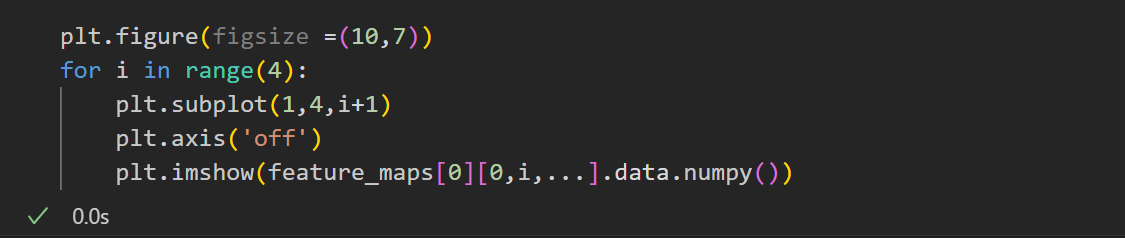 plt.figure(figsize =(10,7))
for i in range(4):
    plt.subplot(1,4,i+1)
    plt.axis('off')
    plt.imshow(feature_maps[0][0,i,...].data.numpy())
0.0s